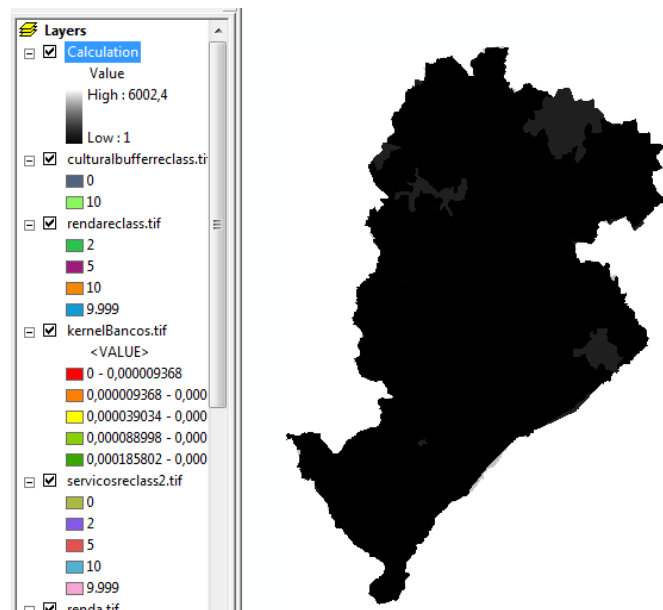 Layers
Calculation
Value
High : 6002,4
Low : 1
culturalbufferreclass.tif
0
10
rendareclass.tif
2
5
10
9.999
kernelBancos.tif
<VALUE>
0 - 0,000009368
0,000009368 - 0,000
0,000039034 - 0,000
0,000088998 - 0,000
0,000185802 - 0,000
servicosreclass2.tif
0
2
5
10
9.999
renda.tif